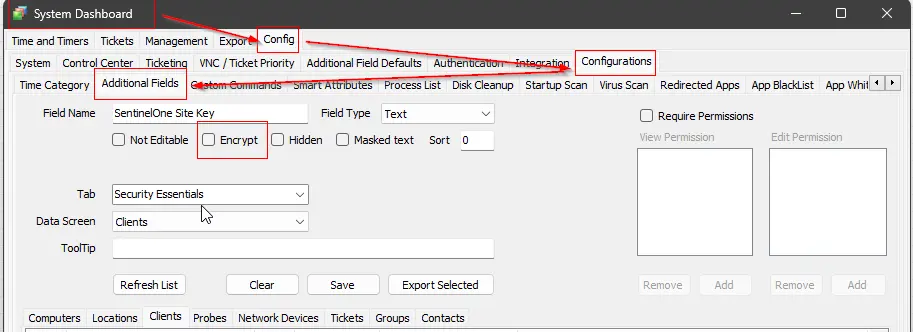 System Dashboard
Time and Timers Tickets Management Export Config
System Control Center Ticketing VNC / Ticket Priority Additional Field Defaults Authentication Integration Configurations
Time Category Additional Fields Custom Commands Smart Attributes Process List Disk Cleanup Startup Scan Virus Scan Redirected Apps App BlackList App Whit
Field Name SentinelOne Site Key Field Type Text Require Permissions
Not Editable Encrypt Hidden Masked text Sort 0 View Permission Edit Permission
Tab Security Essentials
Data Screen Clients
ToolTip
Refresh List Clear Save Export Selected Remove Add Remove Add
Computers Locations Clients Probes Network Devices Tickets Groups Contacts